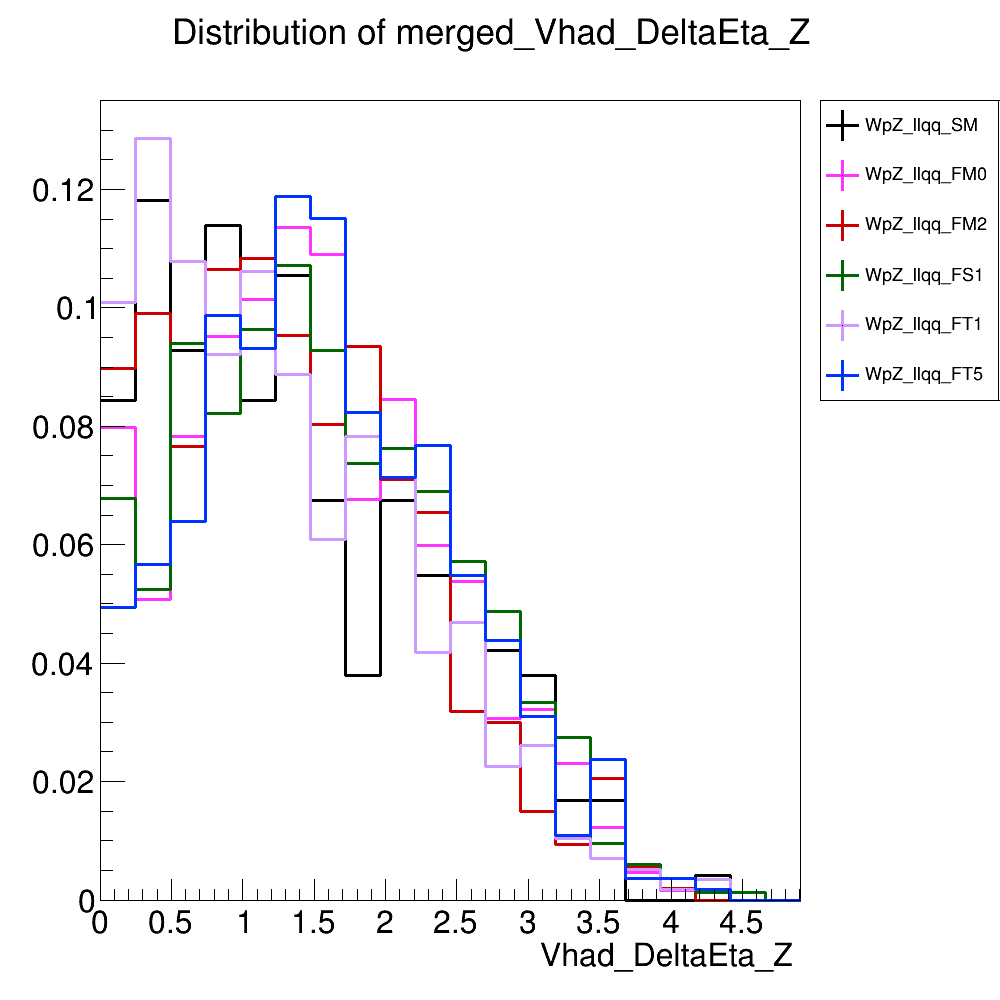 Distribution of merged_Vhad_DeltaEta_Z
WpZ_llqq_SM
WpZ_llqq_FM0
WpZ_llqq_FM2
WpZ_llqq_FS1
WpZ_llqq_FT1
WpZ_llqq_FT5
0.12
0.1
0.08
0.06
0.04
0.02
0
0 0.5 1 1.5 2 2.5 3 3.5 4 4.5
Vhad_DeltaEta_Z